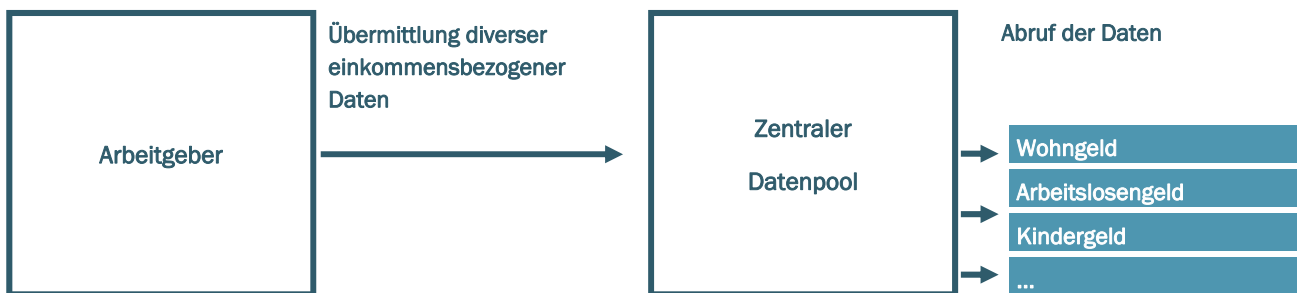 Arbeitgeber
Übermittlung diverser
einkommensbezogener
Daten
Zentraler
Datenpool
Abruf der Daten
Wohngeld
Arbeitslosengeld
Kindergeld
...